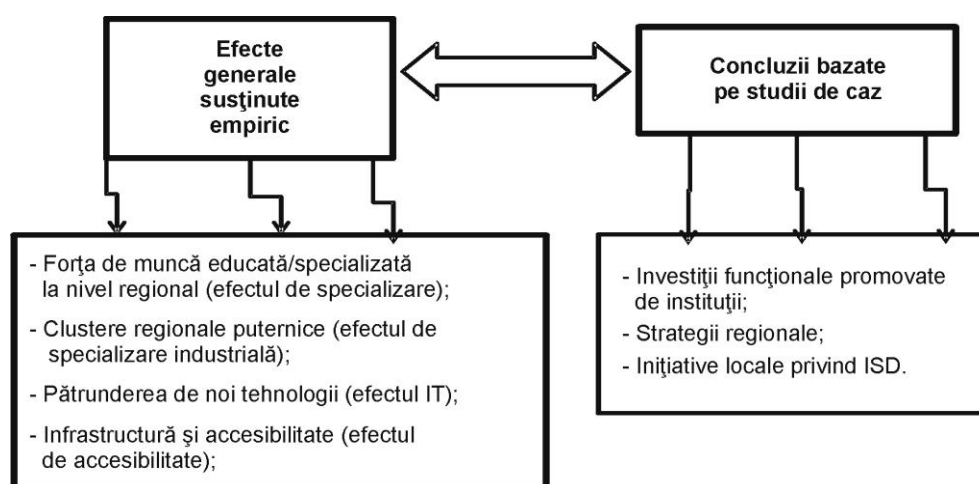 Efecte
generale
susţinute
empiric
Concluzii bazate
pe studii de caz
- Forţa de muncă educată/specializată
la nivel regional (efectul de specializare);
- Clustere regionale puternice (efectul de
specializare industrială);
- Pătrunderea de noi tehnologii (efectul IT);
- Infrastructură şi accesibilitate (efectul
de accesibilitate);
- Investiţii funcţionale promovate
de instituţii;
- Strategii regionale;
- Iniţiative locale privind ISD.